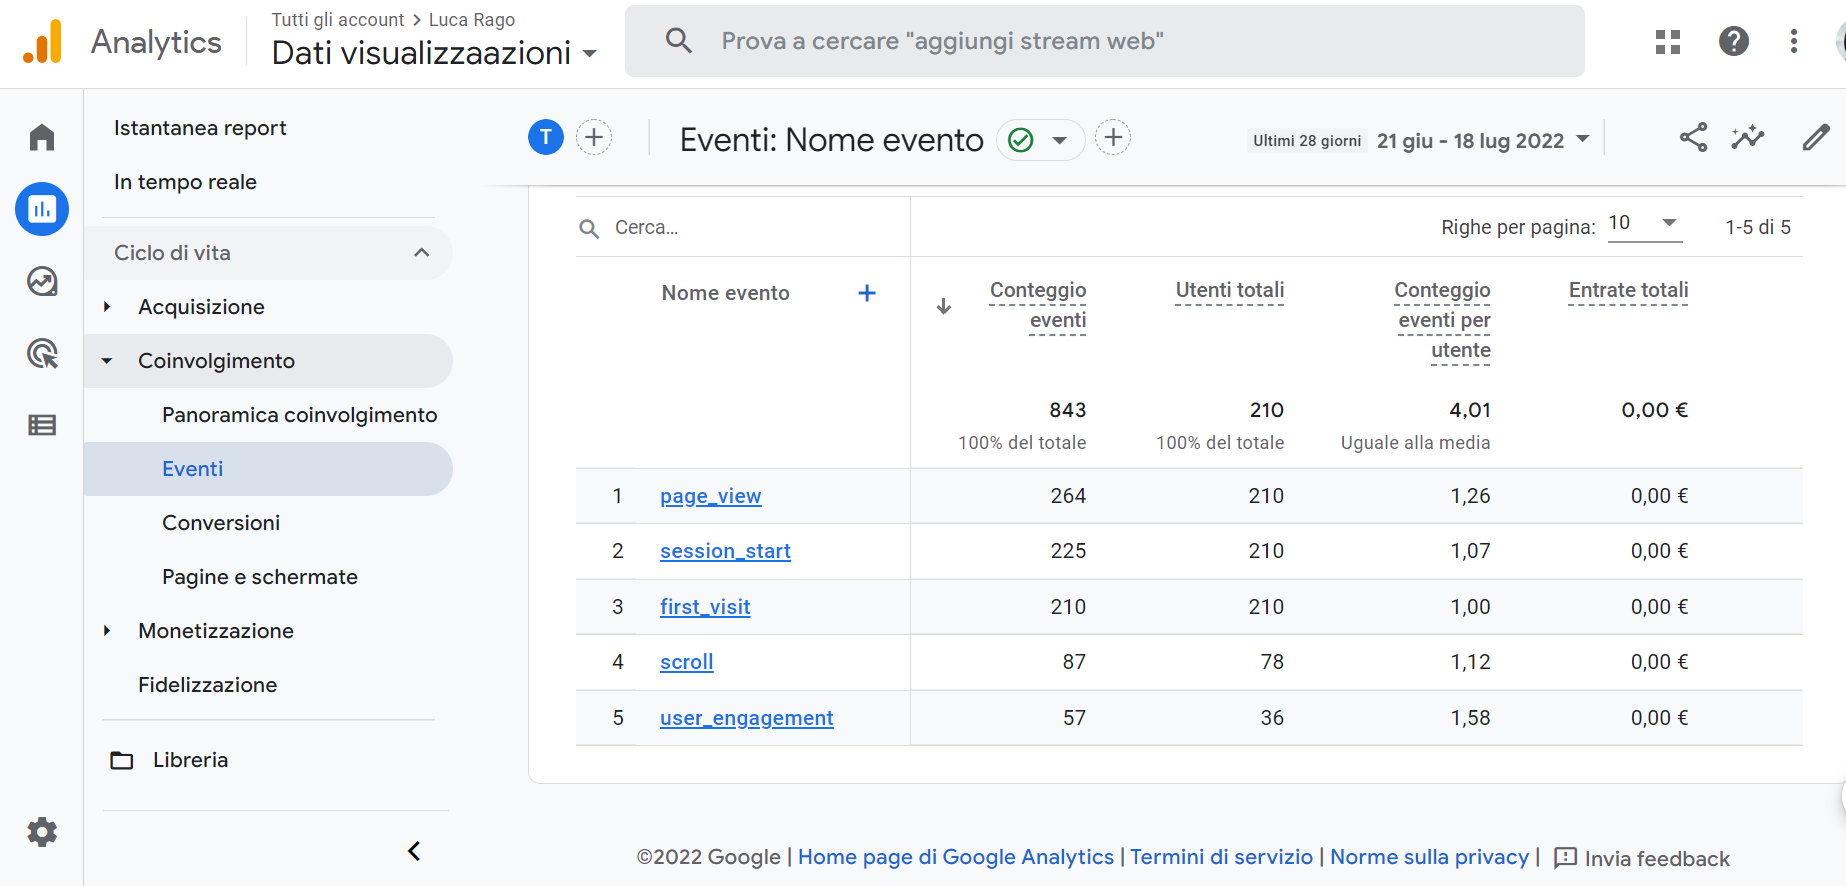 Analytics
Tutti gli account > Luca Rago
Dati visualizzaazioni
Prova a cercare "aggiungi stream web"
Istantanea report
In tempo reale
Ciclo di vita
Acquisizione
Coinvolgimento
Panoramica coinvolgimento
Eventi
Conversioni
Pagine e schermate
Monetizzazione
Fidelizzazione
Libreria
T
Eventi: Nome evento
Ultimi 28 giorni 21 giu - 18 lug 2022
Cerca...
Righe per pagina: 10 1-5 di 5
Nome evento
Conteggio eventi
Utenti totali
Conteggio eventi per utente
Entrate totali
843 210 4,01 0,00 €
100% del totale 100% del totale Uguale alla media
1 page_view 264 210 1,26 0,00 €
2 session_start 225 210 1,07 0,00 €
3 first_visit 210 210 1,00 0,00 €
4 scroll 87 78 1,12 0,00 €
5 user_engagement 57 36 1,58 0,00 €
©2022 Google | Home page di Google Analytics | Termini di servizio | Norme sulla privacy | Invia feedback